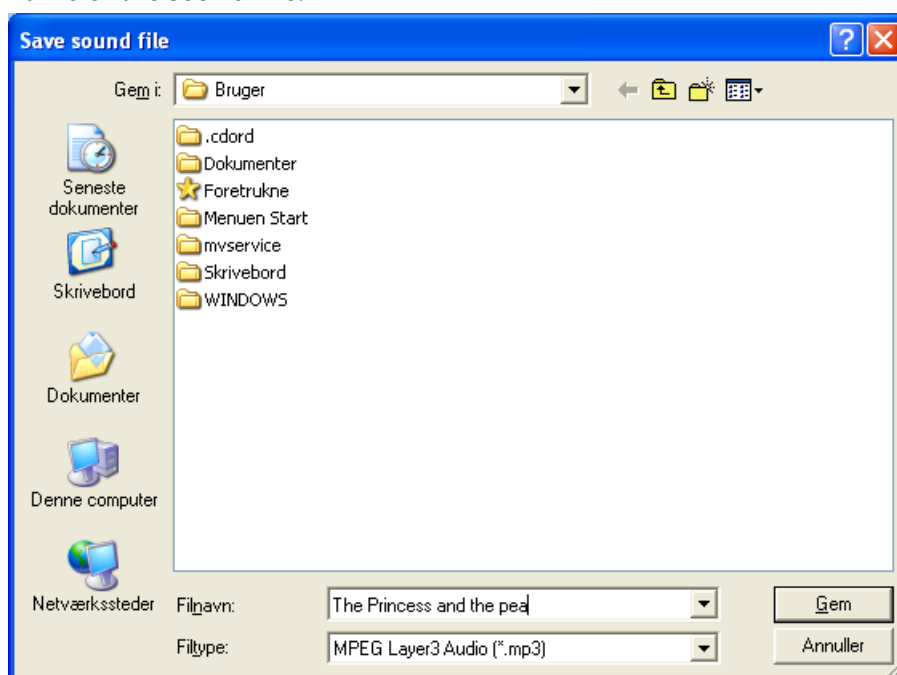 Save sound file
Gem i:
Bruger
Seneste
dokumenter
Skrivebord
Dokumenter
Denne computer
Netværkssteder
.cdord
Dokumenter
Foretrukne
Menuen Start
mvservice
Skrivebord
WINDOWS
Filnavn:
The Princess and the pea
Gem
Filtype:
MPEG Layer3 Audio (*.mp3)
Annuller